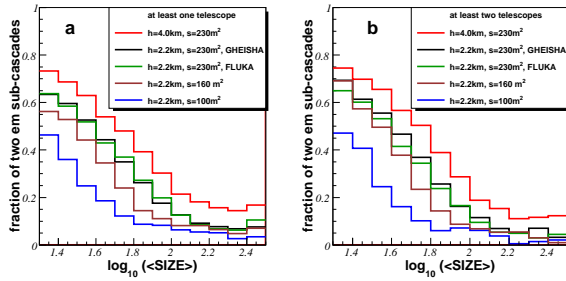 a
at least one telescope
h=4.0km, s=230m²
h=2.2km, s=230m², GHEISHA
h=2.2km, s=230m², FLUKA
h=2.2km, s=160 m²
h=2.2km, s=100m²
fraction of two em sub-cascades
1
0.8
0.6
0.4
0.2
0
1.4 1.6 1.8 2 2.2 2.4
log₁₀ (<SIZE>)
b
at least two telescopes
h=4.0km, s=230m²
h=2.2km, s=230m², GHEISHA
h=2.2km, s=230m², FLUKA
h=2.2km, s=160 m²
h=2.2km, s=100m²
fraction of two em sub-cascades
1
0.8
0.6
0.4
0.2
0
1.4 1.6 1.8 2 2.2 2.4
log₁₀ (<SIZE>)